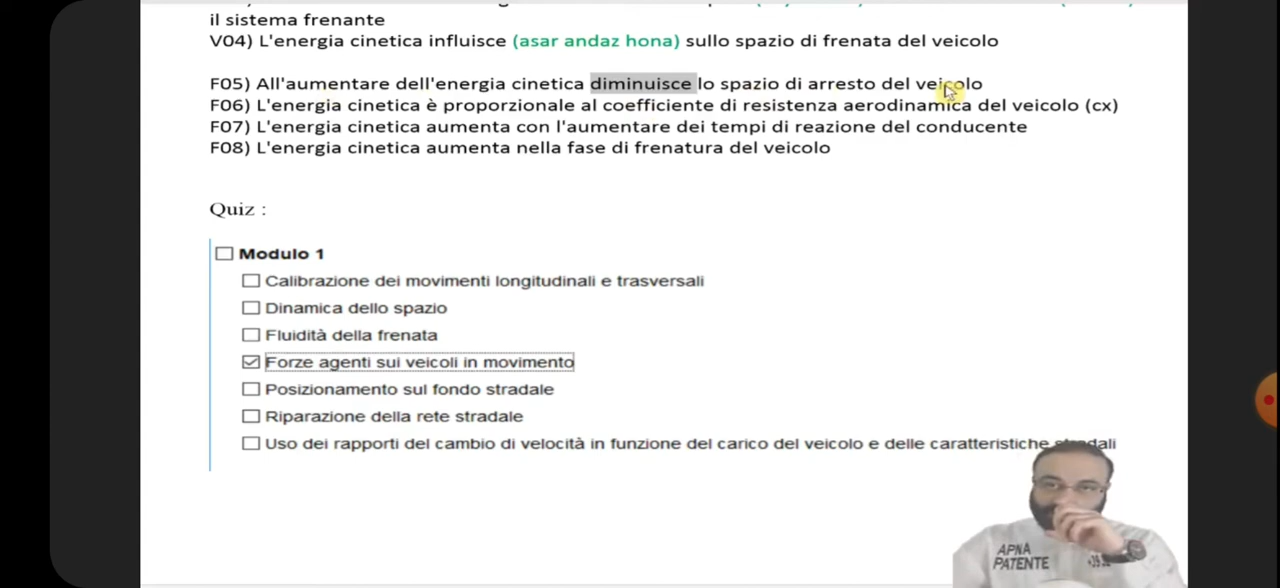 il sistema frenante
V04) L'energia cinetica influisce (asar andaz hona) sullo spazio di frenata del veicolo
F05) All'aumentare dell'energia cinetica diminuisce lo spazio di arresto del veicolo
F06) L'energia cinetica è proporzionale al coefficiente di resistenza aerodinamica del veicolo (cx)
F07) L'energia cinetica aumenta con l'aumentare dei tempi di reazione del conducente
F08) L'energia cinetica aumenta nella fase di frenatura del veicolo
Quiz :
Modulo 1
Calibrazione dei movimenti longitudinali e trasversali
Dinamica dello spazio
Fluidità della frenata
Forze agenti sui veicoli in movimento
Posizionamento sul fondo stradale
Riparazione della rete stradale
Uso dei rapporti del cambio di velocità in funzione del carico del veicolo e delle caratteristiche stradali
APNA
PATENTE